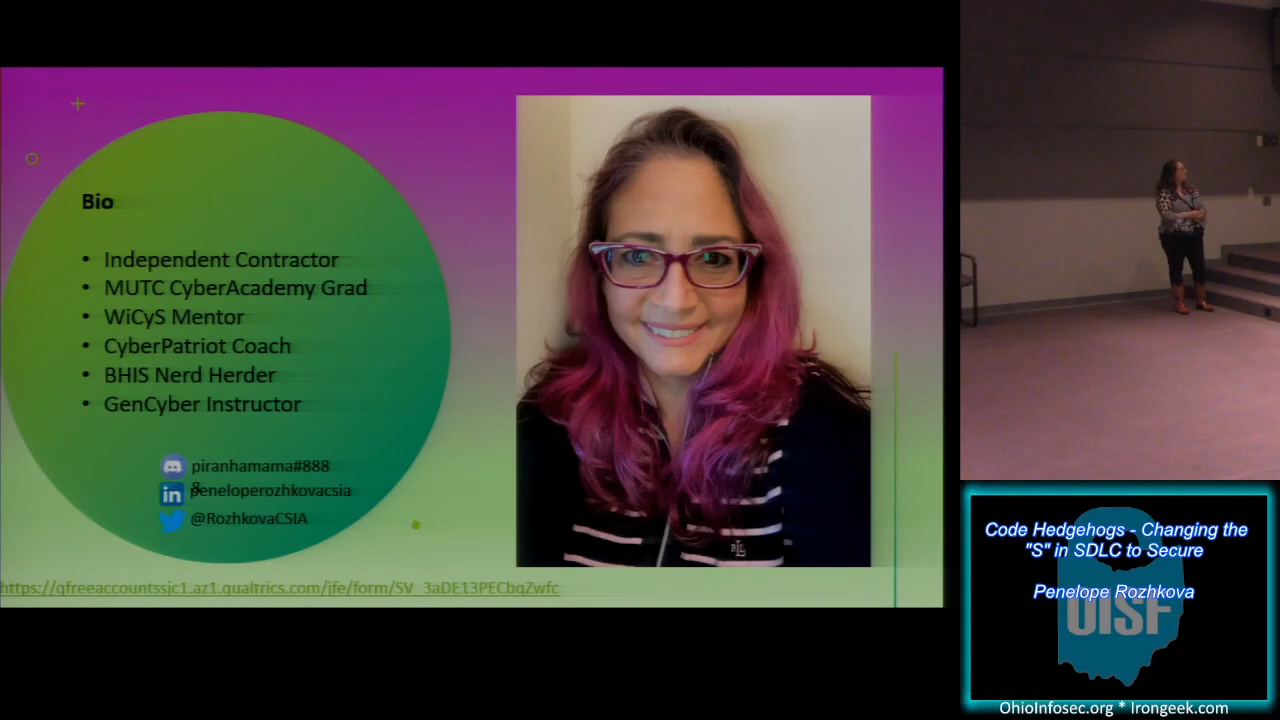 Bio
• Independent Contractor
• MUTC CyberAcademy Grad
• WiCyS Mentor
• CyberPatriot Coach
• BHIS Nerd Herder
• GenCyber Instructor
piranhamama#888
8
peneloperozhkovacsia
@RozhkovaCSIA
https://qfreeaccountssjc1.az1.qualtrics.com/jfe/form/SV_3aDE13PECbqZwfc
Code Hedgehogs - Changing the
"S" in SDLC to Secure
Penelope Rozhkova
OISF
OhioInfosec.org * Irongeek.com